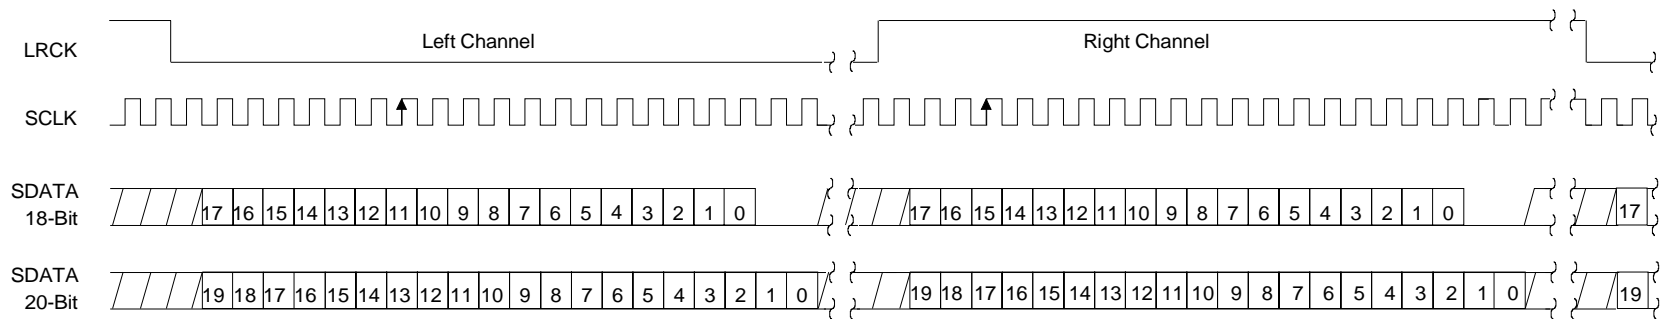 LRCK Left Channel Right Channel
SCLK
SDATA
18-Bit
17 16 15 14 13 12 11 10 9 8 7 6 5 4 3 2 1 0 17 16 15 14 13 12 11 10 9 8 7 6 5 4 3 2 1 0 17
SDATA
20-Bit
19 18 17 16 15 14 13 12 11 10 9 8 7 6 5 4 3 2 1 0 19 18 17 16 15 14 13 12 11 10 9 8 7 6 5 4 3 2 1 0 19